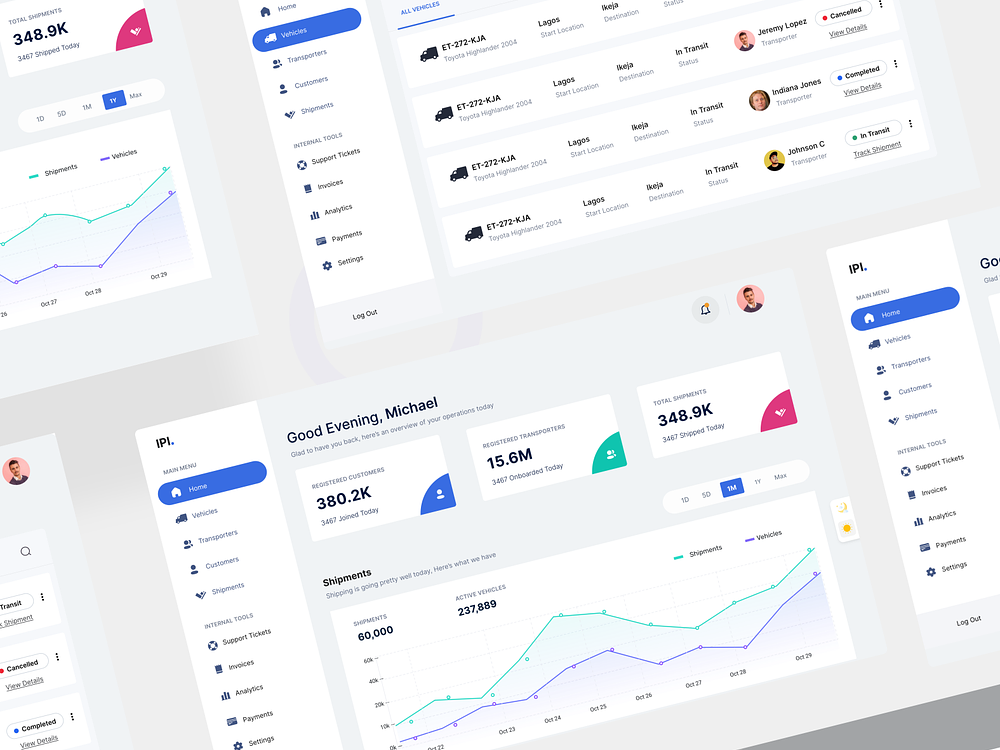 TOTAL SHIPMENTS
348.9K
3467 Shipped Today
1D 5D 1M 1Y Max
Shipments
Vehicles
26
Oct 27
Oct 28
Oct 29
Home
Vehicles
Transporters
Customers
Shipments
INTERNAL TOOLS
Support Tickets
Invoices
Analytics
Payments
Settings
Log Out
ALL VEHICLES
ET-272-KJA
Toyota Highlander 2004
Lagos
Start Location
Ikeja
Destination
Status
Cancelled
View Details
ET-272-KJA
Toyota Highlander 2004
Lagos
Start Location
Ikeja
Destination
In Transit
Status
Jeremy Lopez
Transporter
Completed
View Details
ET-272-KJA
Toyota Highlander 2004
Lagos
Start Location
Ikeja
Destination
In Transit
Status
Indiana Jones
Transporter
In Transit
Track Shipment
ET-272-KJA
Toyota Highlander 2004
Lagos
Start Location
Ikeja
Destination
In Transit
Status
Johnson C
Transporter
Transit
Shipment
Cancelled
View Details
Completed
View Details
IPI.
MAIN MENU
Home
Vehicles
Transporters
Customers
Shipments
INTERNAL TOOLS
Support Tickets
Invoices
Analytics
Payments
Settings
Good Evening, Michael
Glad to have you back, here's an overview of your operations today
REGISTERED CUSTOMERS
380.2K
3467 Joined Today
REGISTERED TRANSPORTERS
15.6M
3467 Onboarded Today
TOTAL SHIPMENTS
348.9K
3467 Shipped Today
1D 5D 1M 1Y Max
Shipments
Shipping is going pretty well today, Here's what we have
SHIPMENTS
60,000
ACTIVE VEHICLES
237,889
Shipments
Vehicles
60k
40k
20k
10k
0k
Oct 22
Oct 23
Oct 24
Oct 25
Oct 26
Oct 27
Oct 28
Oct 29
IPI.
MAIN MENU
Home
Vehicles
Transporters
Customers
Shipments
INTERNAL TOOLS
Support Tickets
Invoices
Analytics
Payments
Settings
Log Out
Goo
Glad